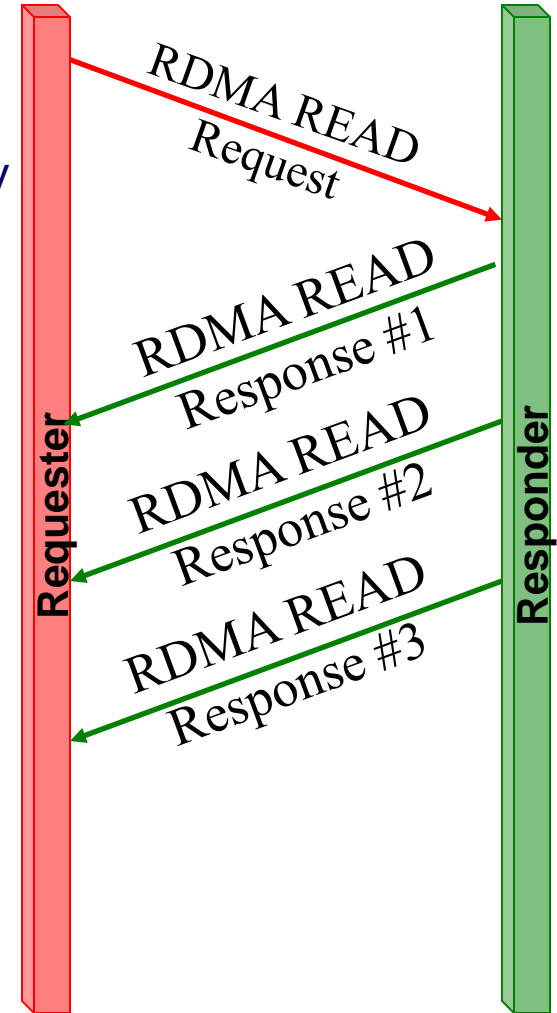 RDMA READ
Request
y
RDMA READ
Response #1
RDMA READ
Response #2
RDMA READ
Response #3
Requester
Responder